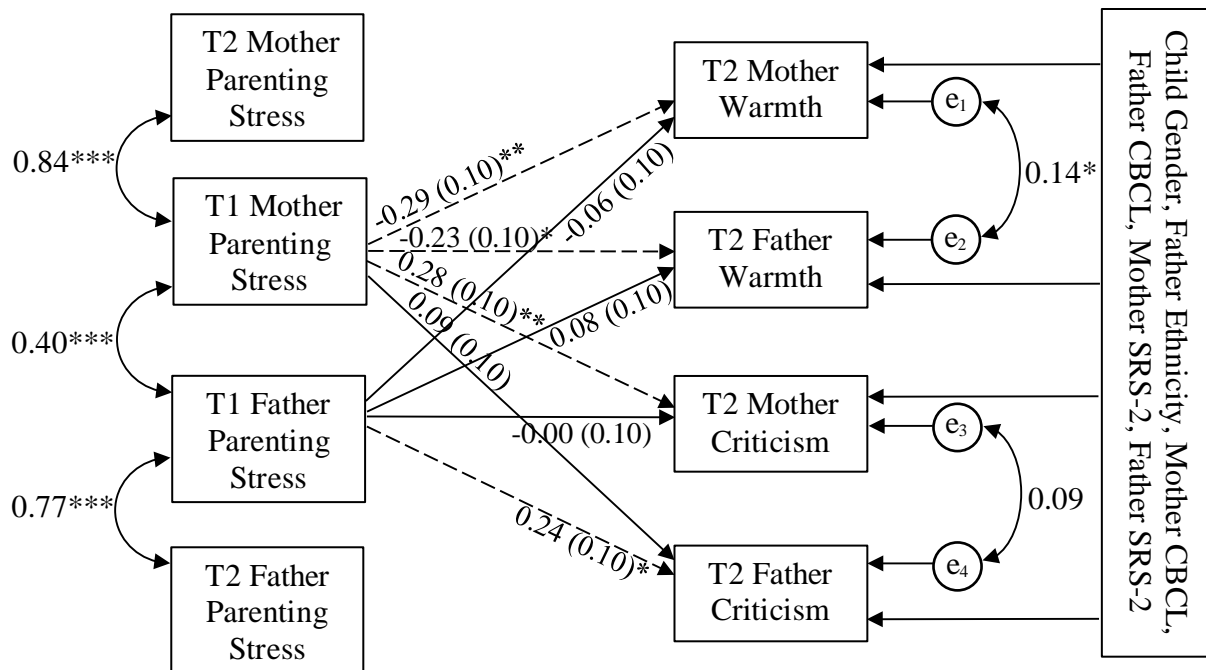 T2 Mother
Parenting
Stress
0.84***
T1 Mother
Parenting
Stress
0.40***
T1 Father
Parenting
Stress
0.77***
T2 Father
Parenting
Stress
-0.29 (0.10)**
-0.06 (0.10)
-0.23 (0.10)*
0.28 (0.10)**
0.09 (0.10)
0.08 (0.10)
-0.00 (0.10)
0.24 (0.10)*
T2 Mother
Warmth
T2 Father
Warmth
T2 Mother
Criticism
T2 Father
Criticism
e1
0.14*
e2
e3
0.09
e4
Child Gender, Father Ethnicity, Mother CBCL,
Father CBCL, Mother SRS-2, Father SRS-2